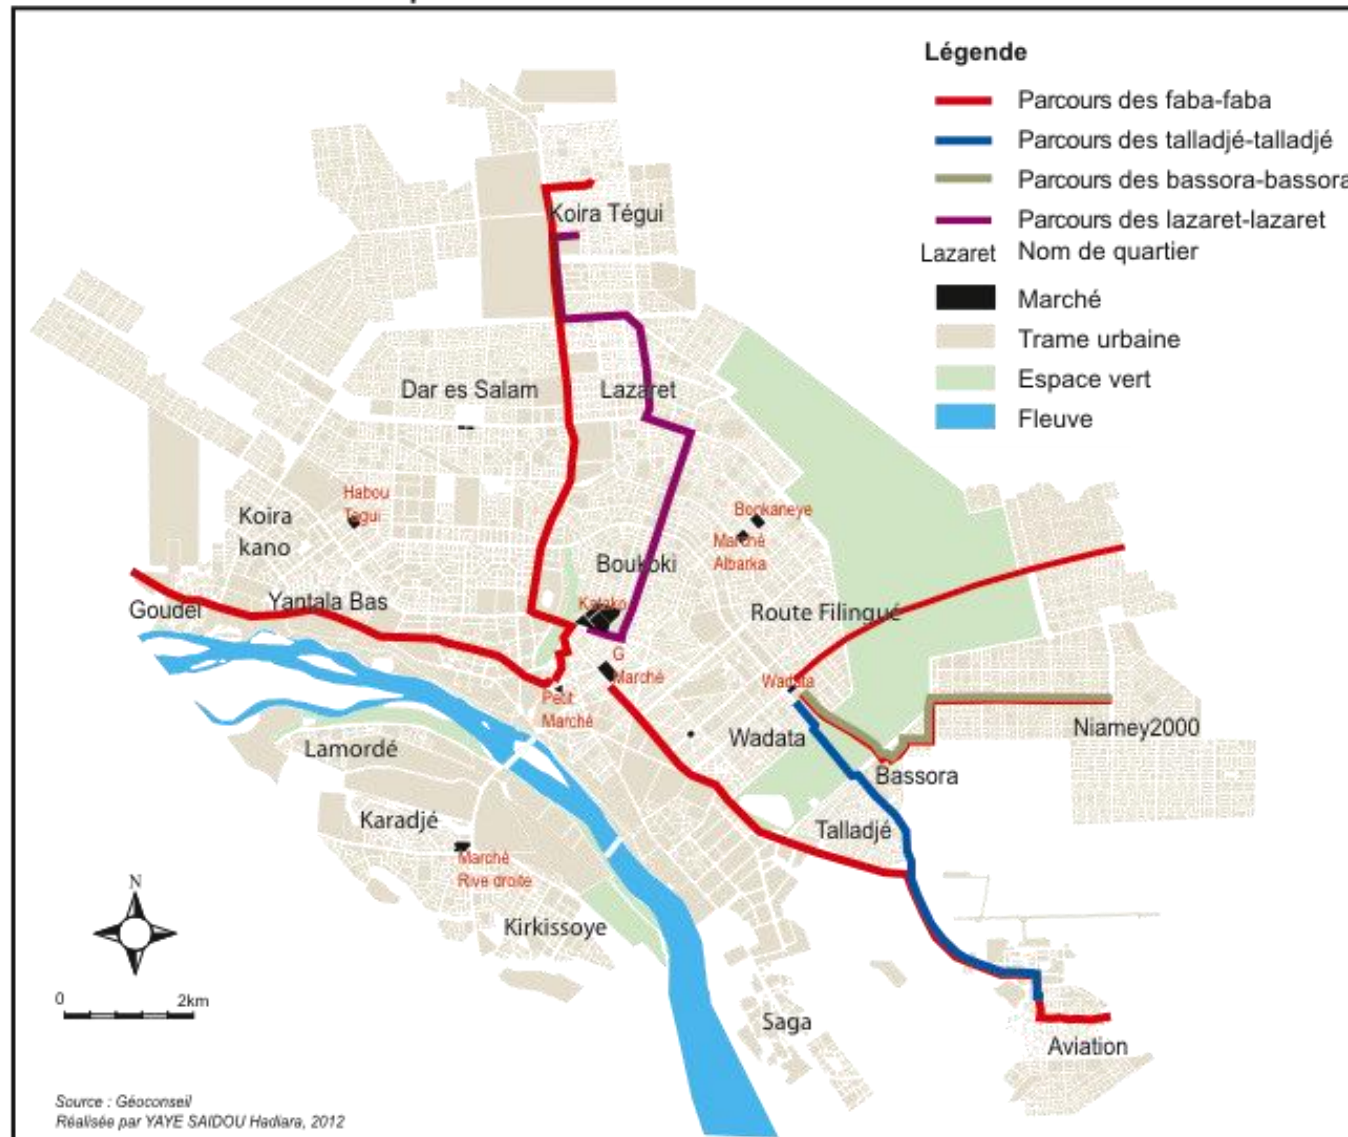 Légende
Parcours des faba-faba
Parcours des talladjé-talladjé
Parcours des bassora-bassora
Parcours des lazaret-lazaret
Lazaret Nom de quartier
Marché
Trame urbaine
Espace vert
Fleuve
Koira Tégui
Dar es Salam
Lazaret
Habou
Tagui
Koira
kano
Bonkaneye
Marché
Albarka
Boukoki
Goudel
Yantala Bas
Katako
Route Filingué
G
Marché
Wadata
Petit
Marché
Wadata
Niamey2000
Lamordé
Bassora
Karadjé
Talladjé
Marché
Rive droite
N
Kirkissoye
0 2km
Saga
Aviation
Source : Géoconseil
Réalisée par YAYE SAIDOU Hadiara, 2012